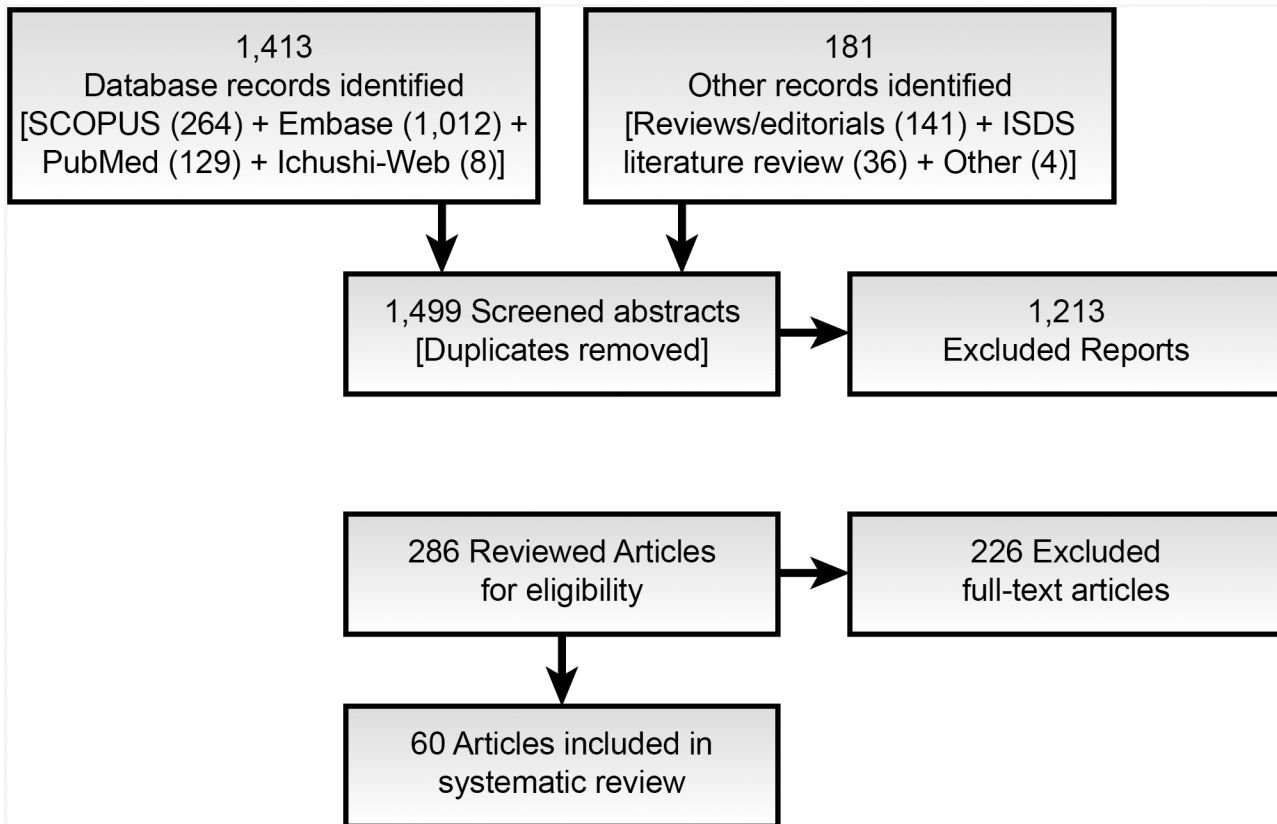 1,413
Database records identified
[SCOPUS (264) + Embase (1,012) +
PubMed (129) + Ichushi-Web (8)]
181
Other records identified
[Reviews/editorials (141) + ISDS
literature review (36) + Other (4)]
1,499 Screened abstracts
[Duplicates removed]
1,213
Excluded Reports
286 Reviewed Articles
for eligibility
226 Excluded
full-text articles
60 Articles included in
systematic review